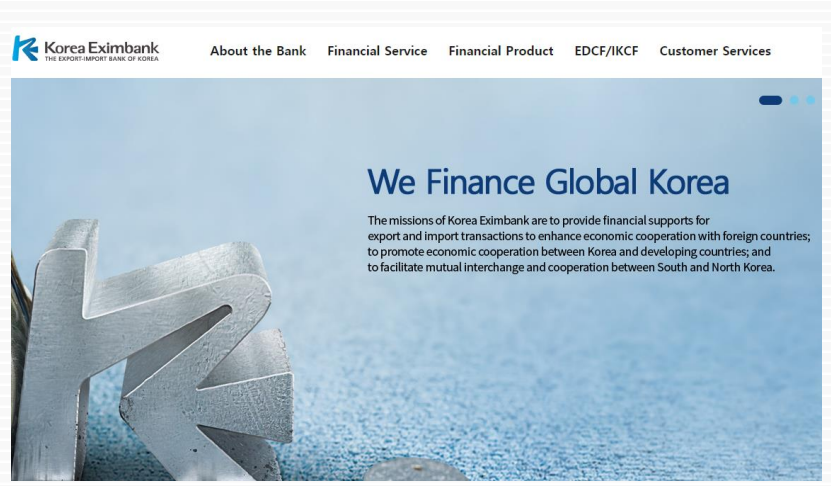 Korea Eximbank
THE EXPORT-IMPORT BANK OF KOREA
About the Bank Financial Service Financial Product EDCF/IKCF Customer Services
We Finance Global Korea
The missions of Korea Eximbank are to provide financial supports for
export and import transactions to enhance economic cooperation with foreign countries;
to promote economic cooperation between Korea and developing countries; and
to facilitate mutual interchange and cooperation between South and North Korea.